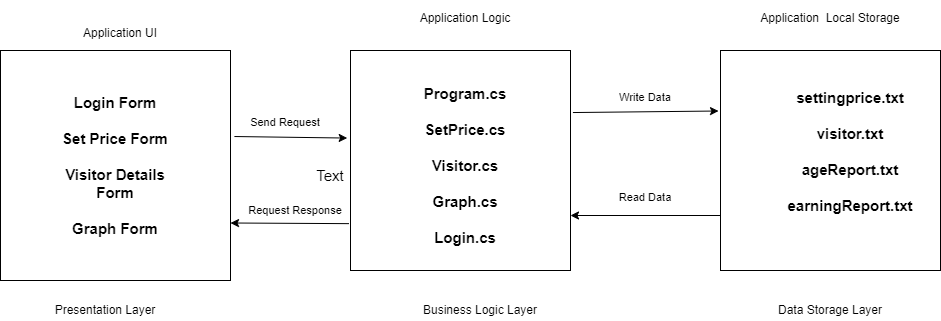 Application UI
Application Logic
Application Local Storage
Login Form
Set Price Form
Visitor Details
Form
Graph Form
Send Request
Text
Request Response
Program.cs
SetPrice.cs
Visitor.cs
Graph.cs
Login.cs
Write Data
Read Data
settingprice.txt
visitor.txt
ageReport.txt
earningReport.txt
Presentation Layer
Business Logic Layer
Data Storage Layer